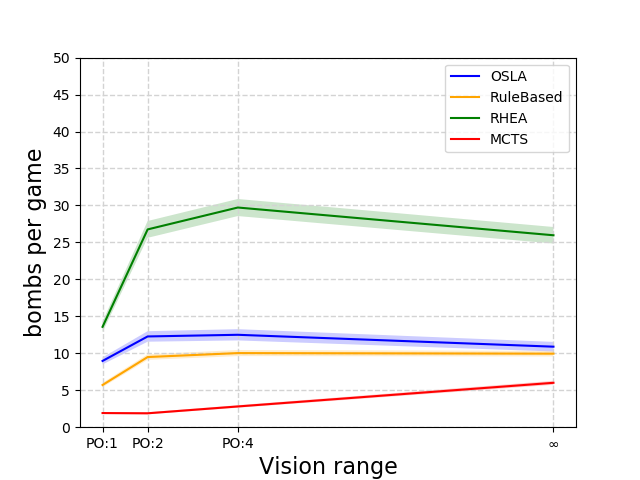 50
45
40
35
30
25
20
15
10
5
0
bombs per game
OSLA
RuleBased
RHEA
MCTS
PO:1 PO:2 PO:4 ∞
Vision range